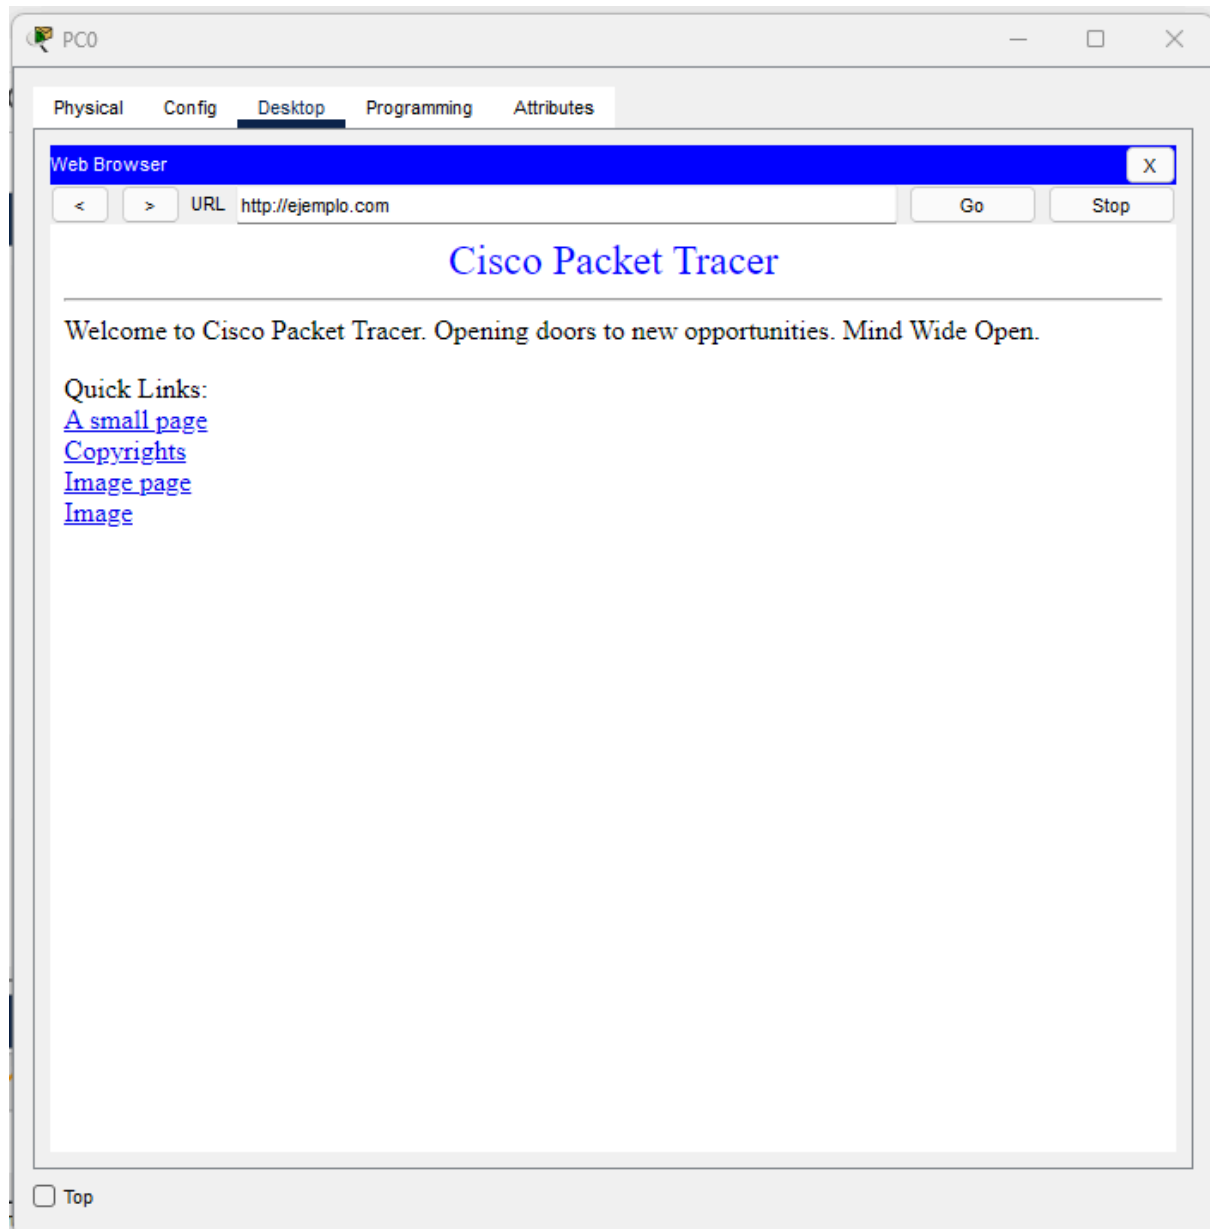 PC0
Physical Config Desktop Programming Attributes
Web Browser X
< > URL http://ejemplo.com Go Stop
Cisco Packet Tracer
Welcome to Cisco Packet Tracer. Opening doors to new opportunities. Mind Wide Open.
Quick Links:
A small page
Copyrights
Image page
Image
Top